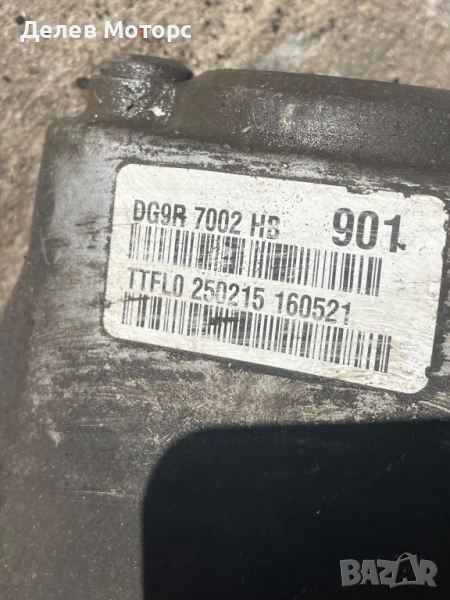 Делев Моторс
DG9R 7002 HB 901
TTFL0 250215 160521
BAZAR